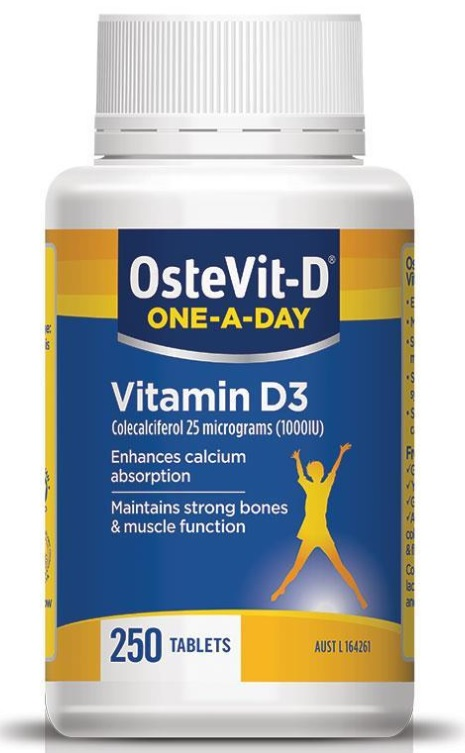 OsteVit-D®
ONE-A-DAY
Vitamin D3
Colecalciferol 25 micrograms (1000IU)
Enhances calcium
absorption
Maintains strong bones
& muscle function
250 TABLETS
AUST L 164261